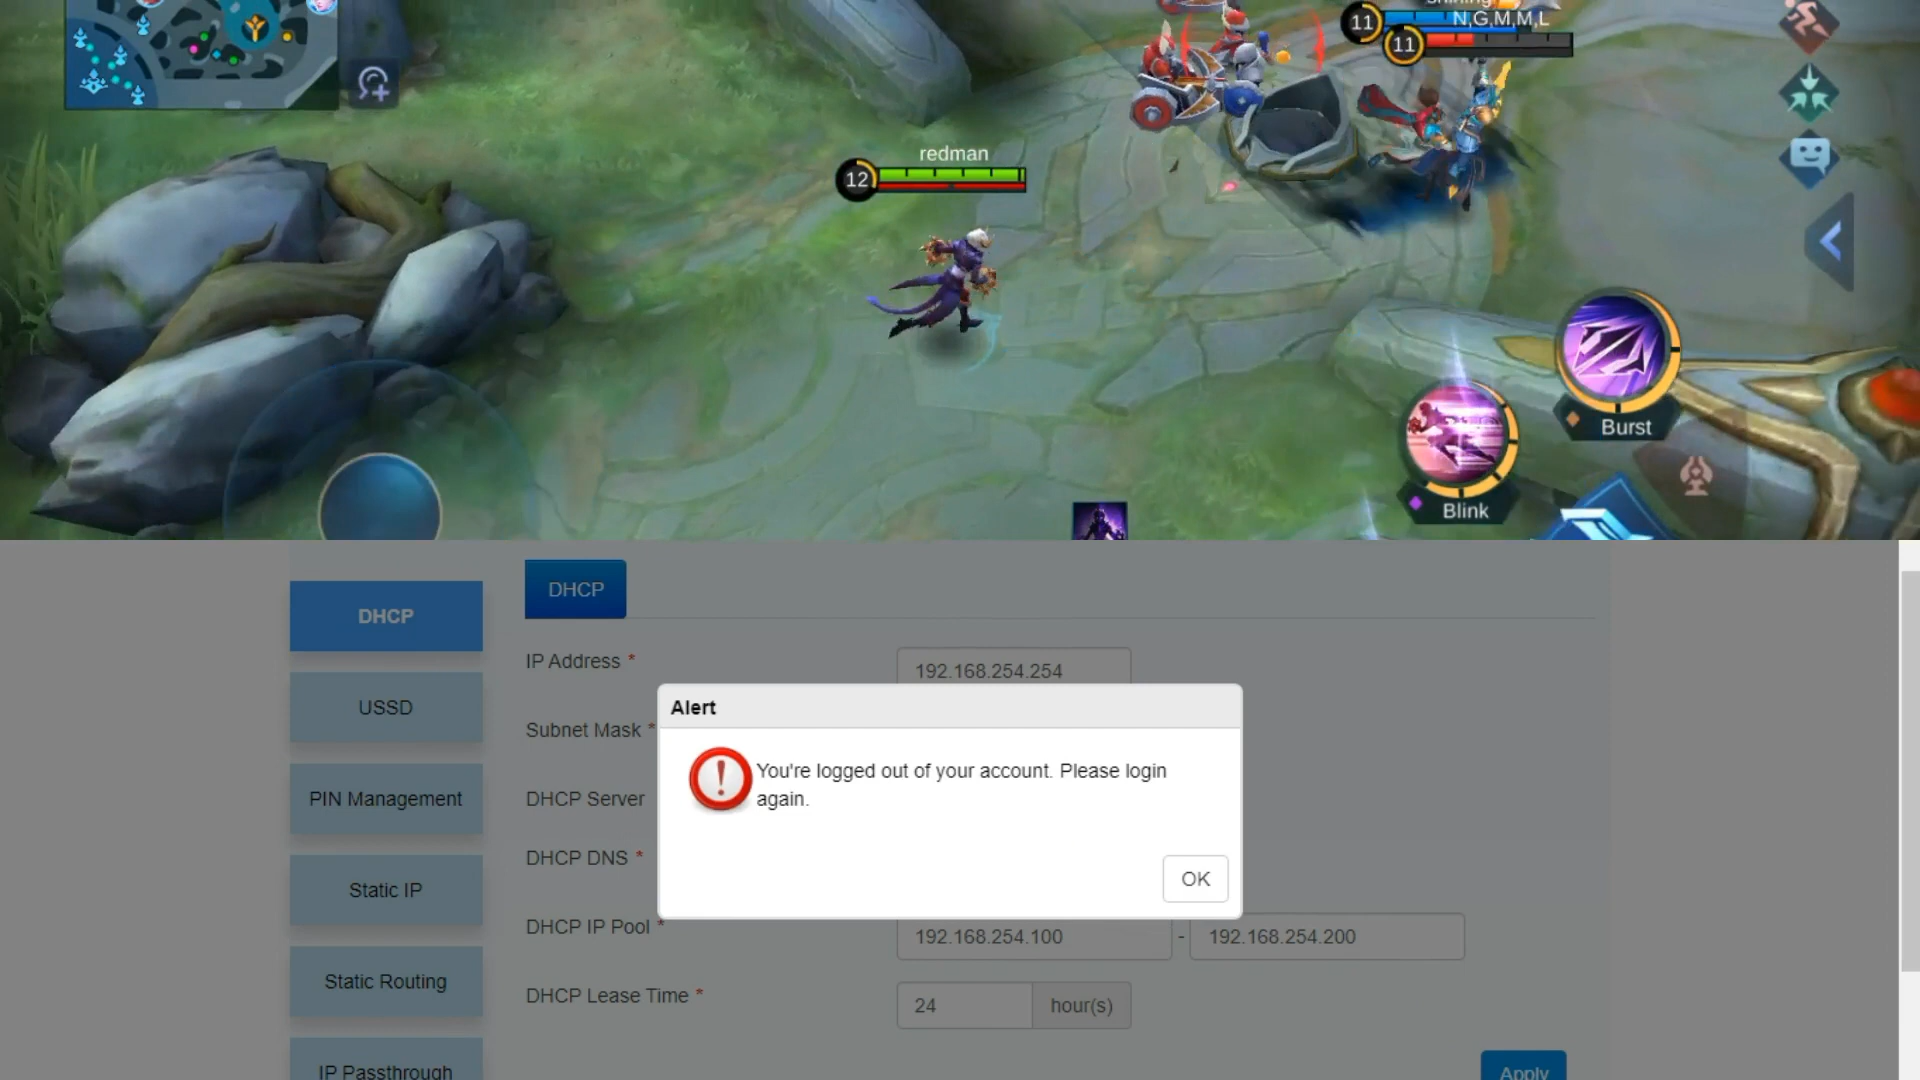 N,G,M,M,L
11
11
redman
12
Burst
Blink
DHCP
DHCP
USSD
PIN Management
Static IP
Static Routing
IP Passthrough
IP Address *
192.168.254.254
Subnet Mask *
DHCP Server
DHCP DNS *
DHCP IP Pool *
192.168.254.100 - 192.168.254.200
DHCP Lease Time *
24 hour(s)
Apply
Alert
You're logged out of your account. Please login
again.
OK